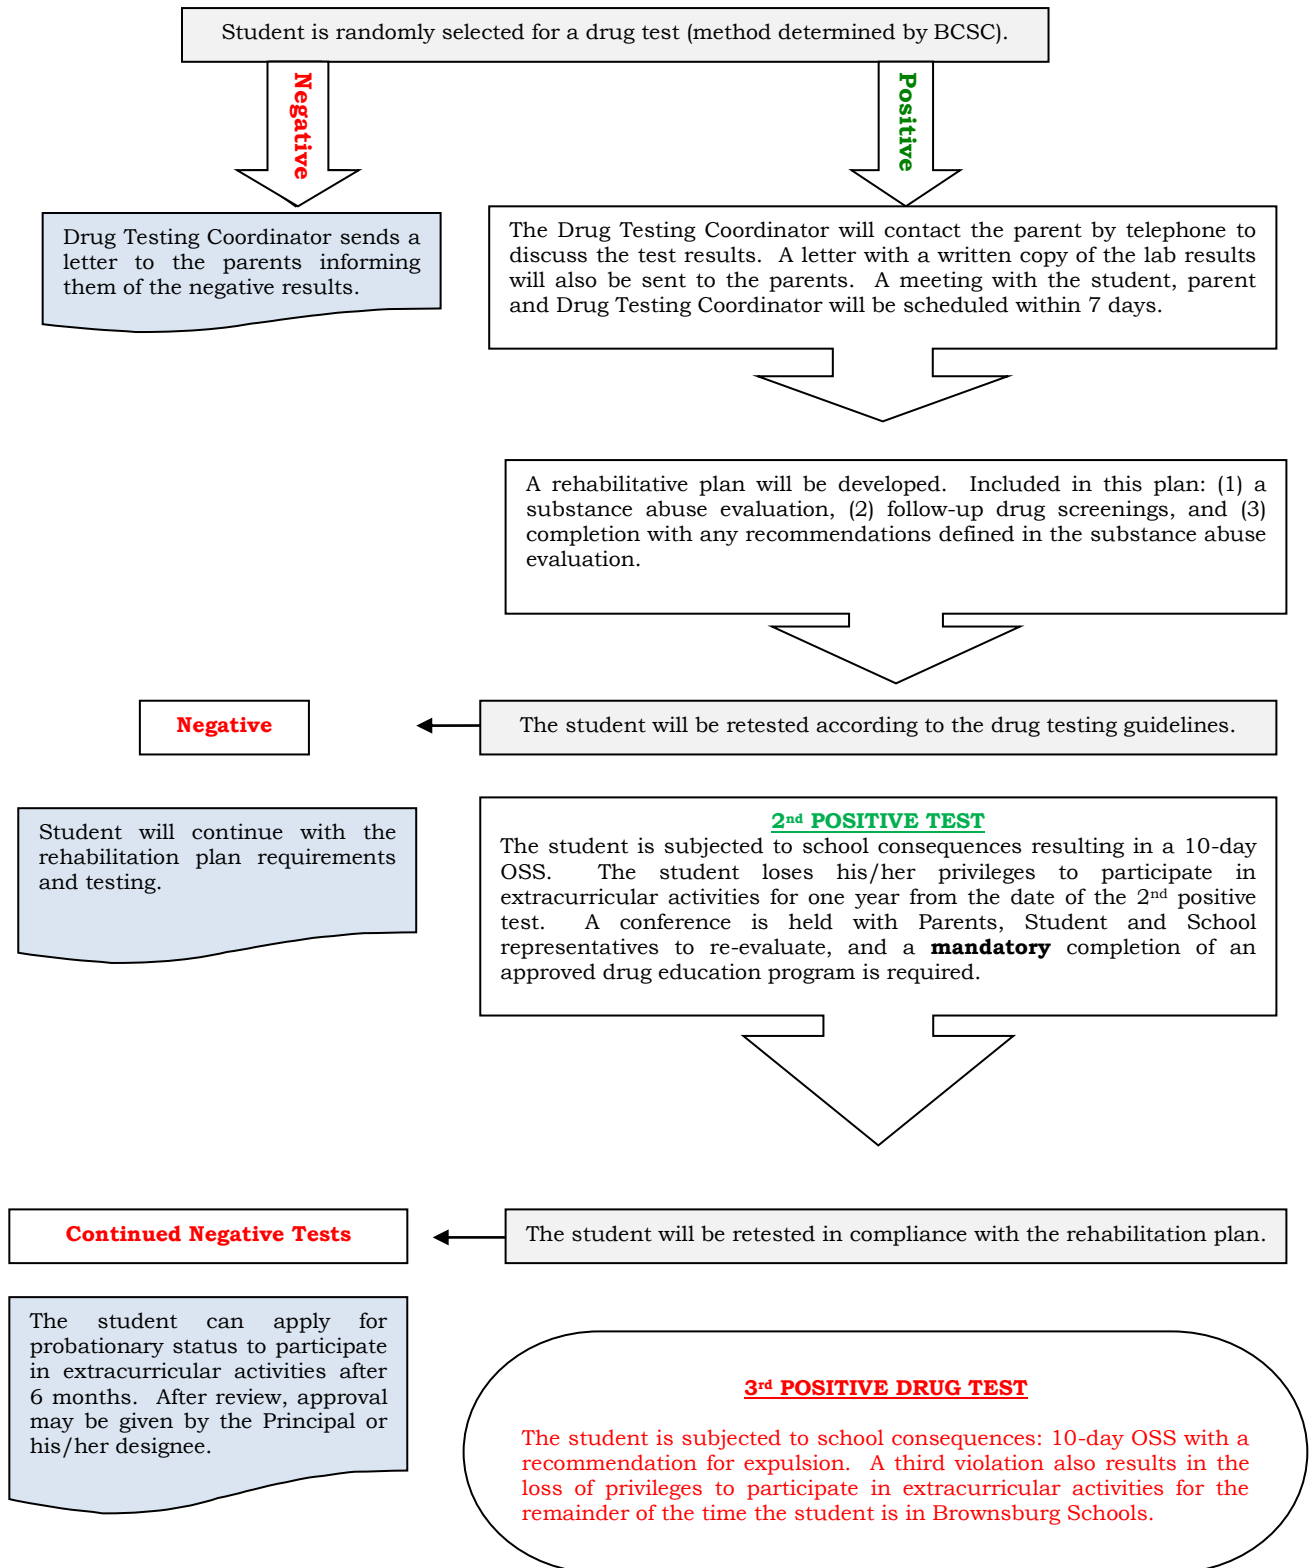 Student is randomly selected for a drug test (method determined by BCSC).
Negative
Positive
Drug Testing Coordinator sends a
letter to the parents informing
them of the negative results.
The Drug Testing Coordinator will contact the parent by telephone to
discuss the test results. A letter with a written copy of the lab results
will also be sent to the parents. A meeting with the student, parent
and Drug Testing Coordinator will be scheduled within 7 days.
A rehabilitative plan will be developed. Included in this plan: (1) a
substance abuse evaluation, (2) follow-up drug screenings, and (3)
completion with any recommendations defined in the substance abuse
evaluation.
Negative
The student will be retested according to the drug testing guidelines.
Student will continue with the
rehabilitation plan requirements
and testing.
2nd POSITIVE TEST
The student is subjected to school consequences resulting in a 10-day
OSS. The student loses his/her privileges to participate in
extracurricular activities for one year from the date of the 2nd positive
test. A conference is held with Parents, Student and School
representatives to re-evaluate, and a mandatory completion of an
approved drug education program is required.
Continued Negative Tests
The student will be retested in compliance with the rehabilitation plan.
The student can apply for
probationary status to participate
in extracurricular activities after
6 months. After review, approval
may be given by the Principal or
his/her designee.
3rd POSITIVE DRUG TEST
The student is subjected to school consequences: 10-day OSS with a
recommendation for expulsion. A third violation also results in the
loss of privileges to participate in extracurricular activities for the
remainder of the time the student is in Brownsburg Schools.